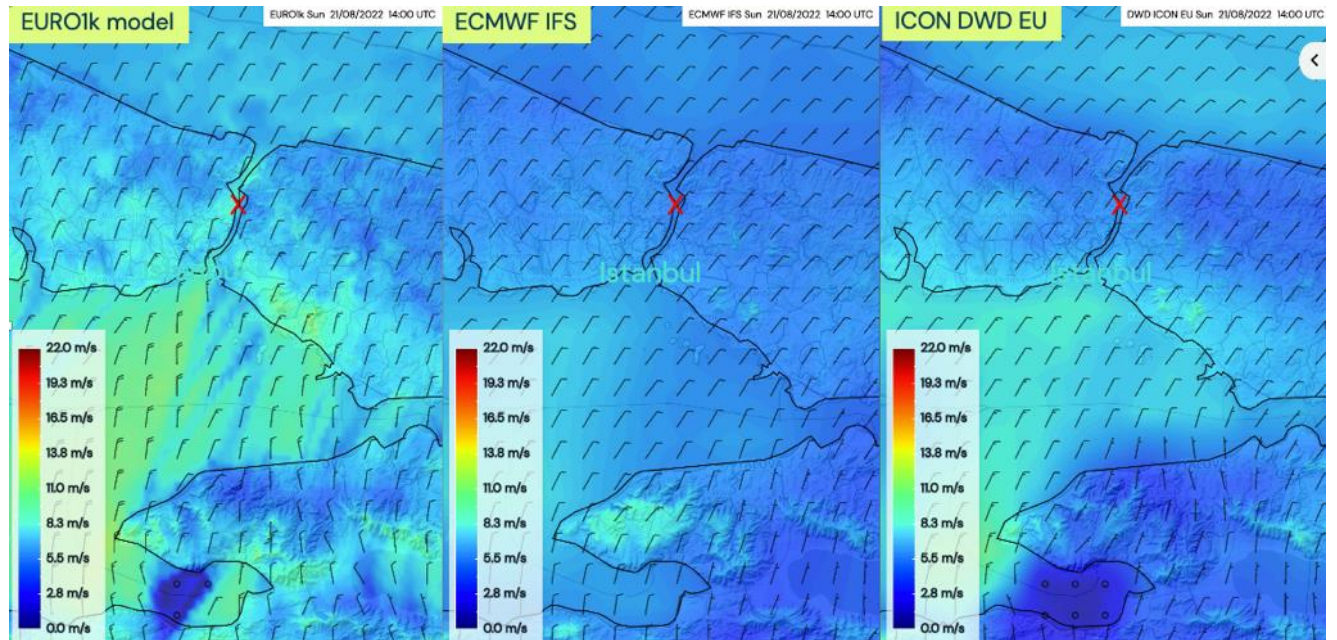 EURO1k model
EURO1k Sun 21/08/2022 14:00 UTC
ECMWF IFS
ECMWF IFS Sun 21/08/2022 14:00 UTC
ICON DWD EU
DWD ICON EU Sun 21/08/2022 14:00 UTC
Istanbul
Istanbul
22.0 m/s
19.3 m/s
16.5 m/s
13.8 m/s
11.0 m/s
8.3 m/s
5.5 m/s
2.8 m/s
0.0 m/s
22.0 m/s
19.3 m/s
16.5 m/s
13.8 m/s
11.0 m/s
8.3 m/s
5.5 m/s
2.8 m/s
0.0 m/s
22.0 m/s
19.3 m/s
16.5 m/s
13.8 m/s
11.0 m/s
8.3 m/s
5.5 m/s
2.8 m/s
0.0 m/s